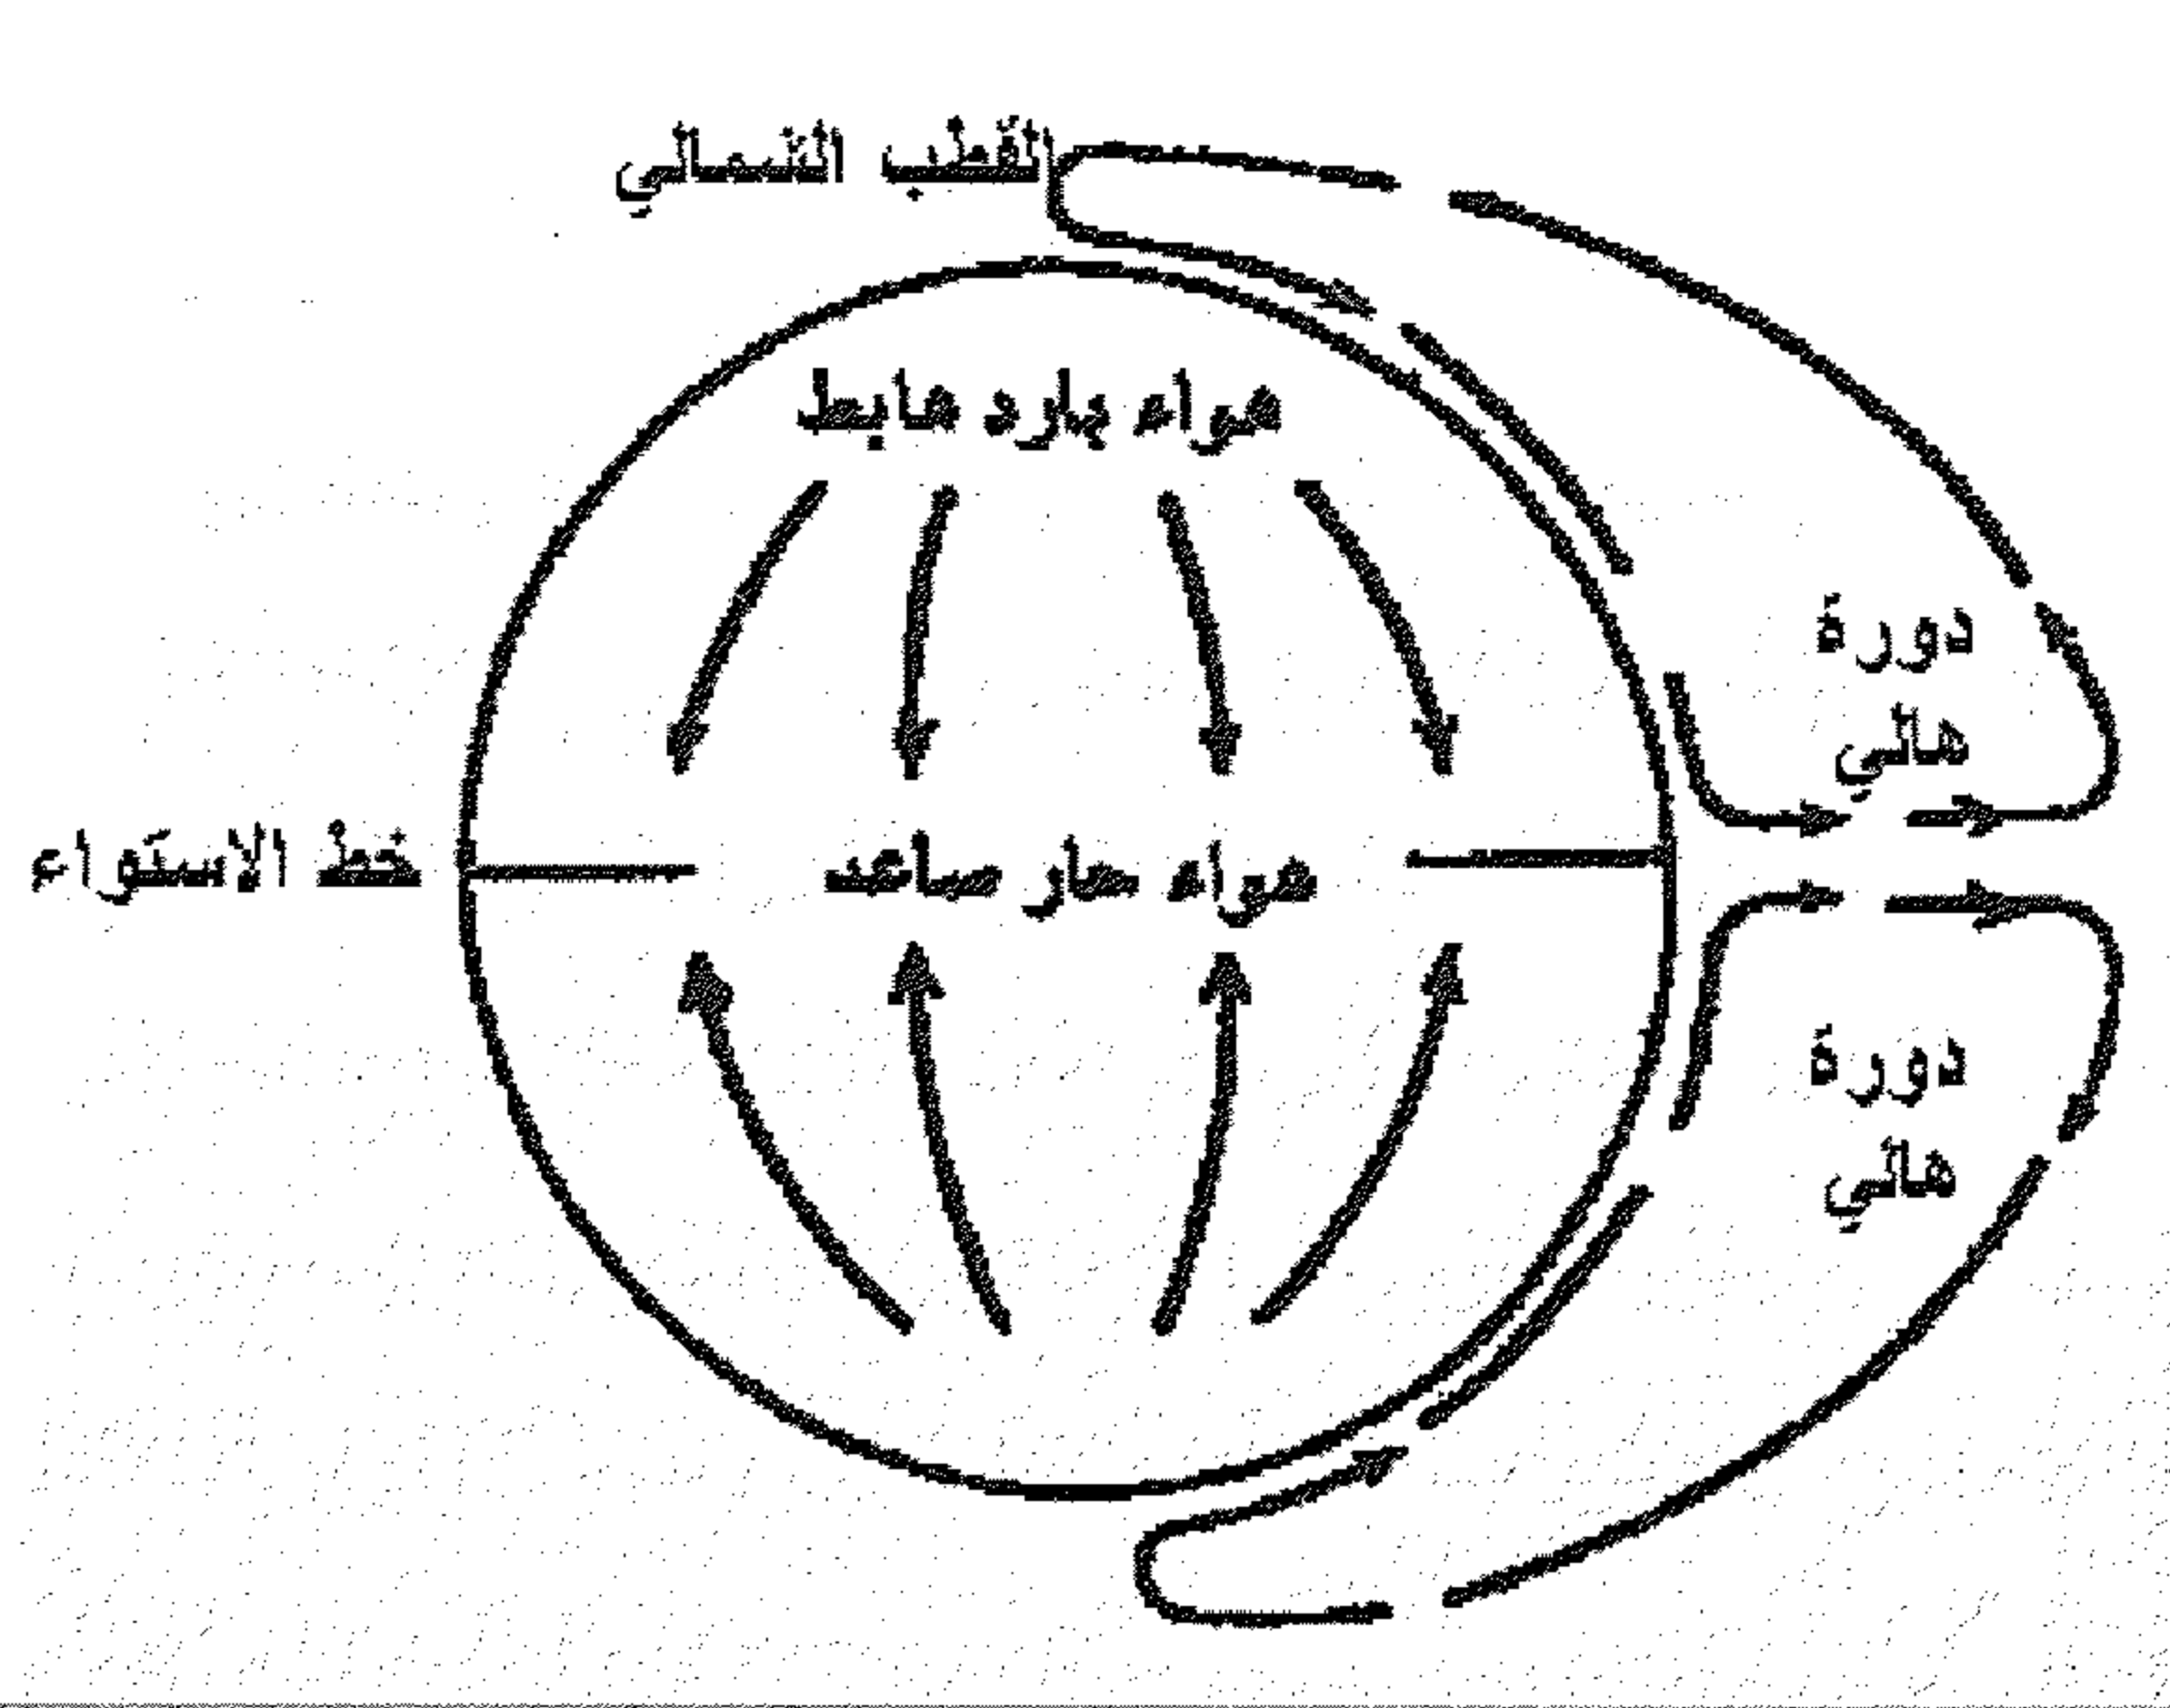 القطب الشمالي
هواء بارد هابط
دورة
هالي
خط الاستواء
هواء حار صاعد
دورة
هالي